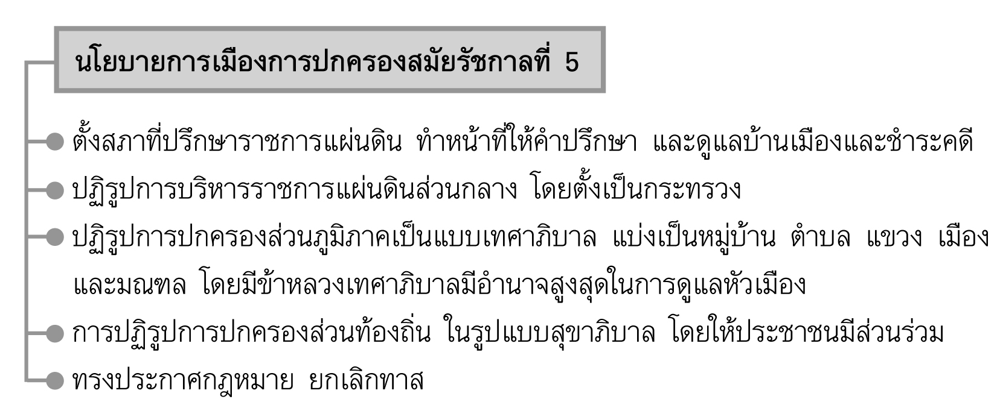 นโยบายการเมืองการปกครองสมัยรัชกาลที่ 5
ตั้งสภาที่ปรึกษาราชการแผ่นดิน ทำหน้าที่ให้คำปรึกษา และดูแลบ้านเมืองและชำระคดี
ปฏิรูปการบริหารราชการแผ่นดินส่วนกลาง โดยตั้งเป็นกระทรวง
ปฏิรูปการปกครองส่วนภูมิภาคเป็นแบบเทศาภิบาล แบ่งเป็นหมู่บ้าน ตำบล แขวง เมือง
และมณฑล โดยมีข้าหลวงเทศาภิบาลมีอำนาจสูงสุดในการดูแลหัวเมือง
การปฏิรูปการปกครองส่วนท้องถิ่น ในรูปแบบสุขาภิบาล โดยให้ประชาชนมีส่วนร่วม
ทรงประกาศกฎหมาย ยกเลิกทาส